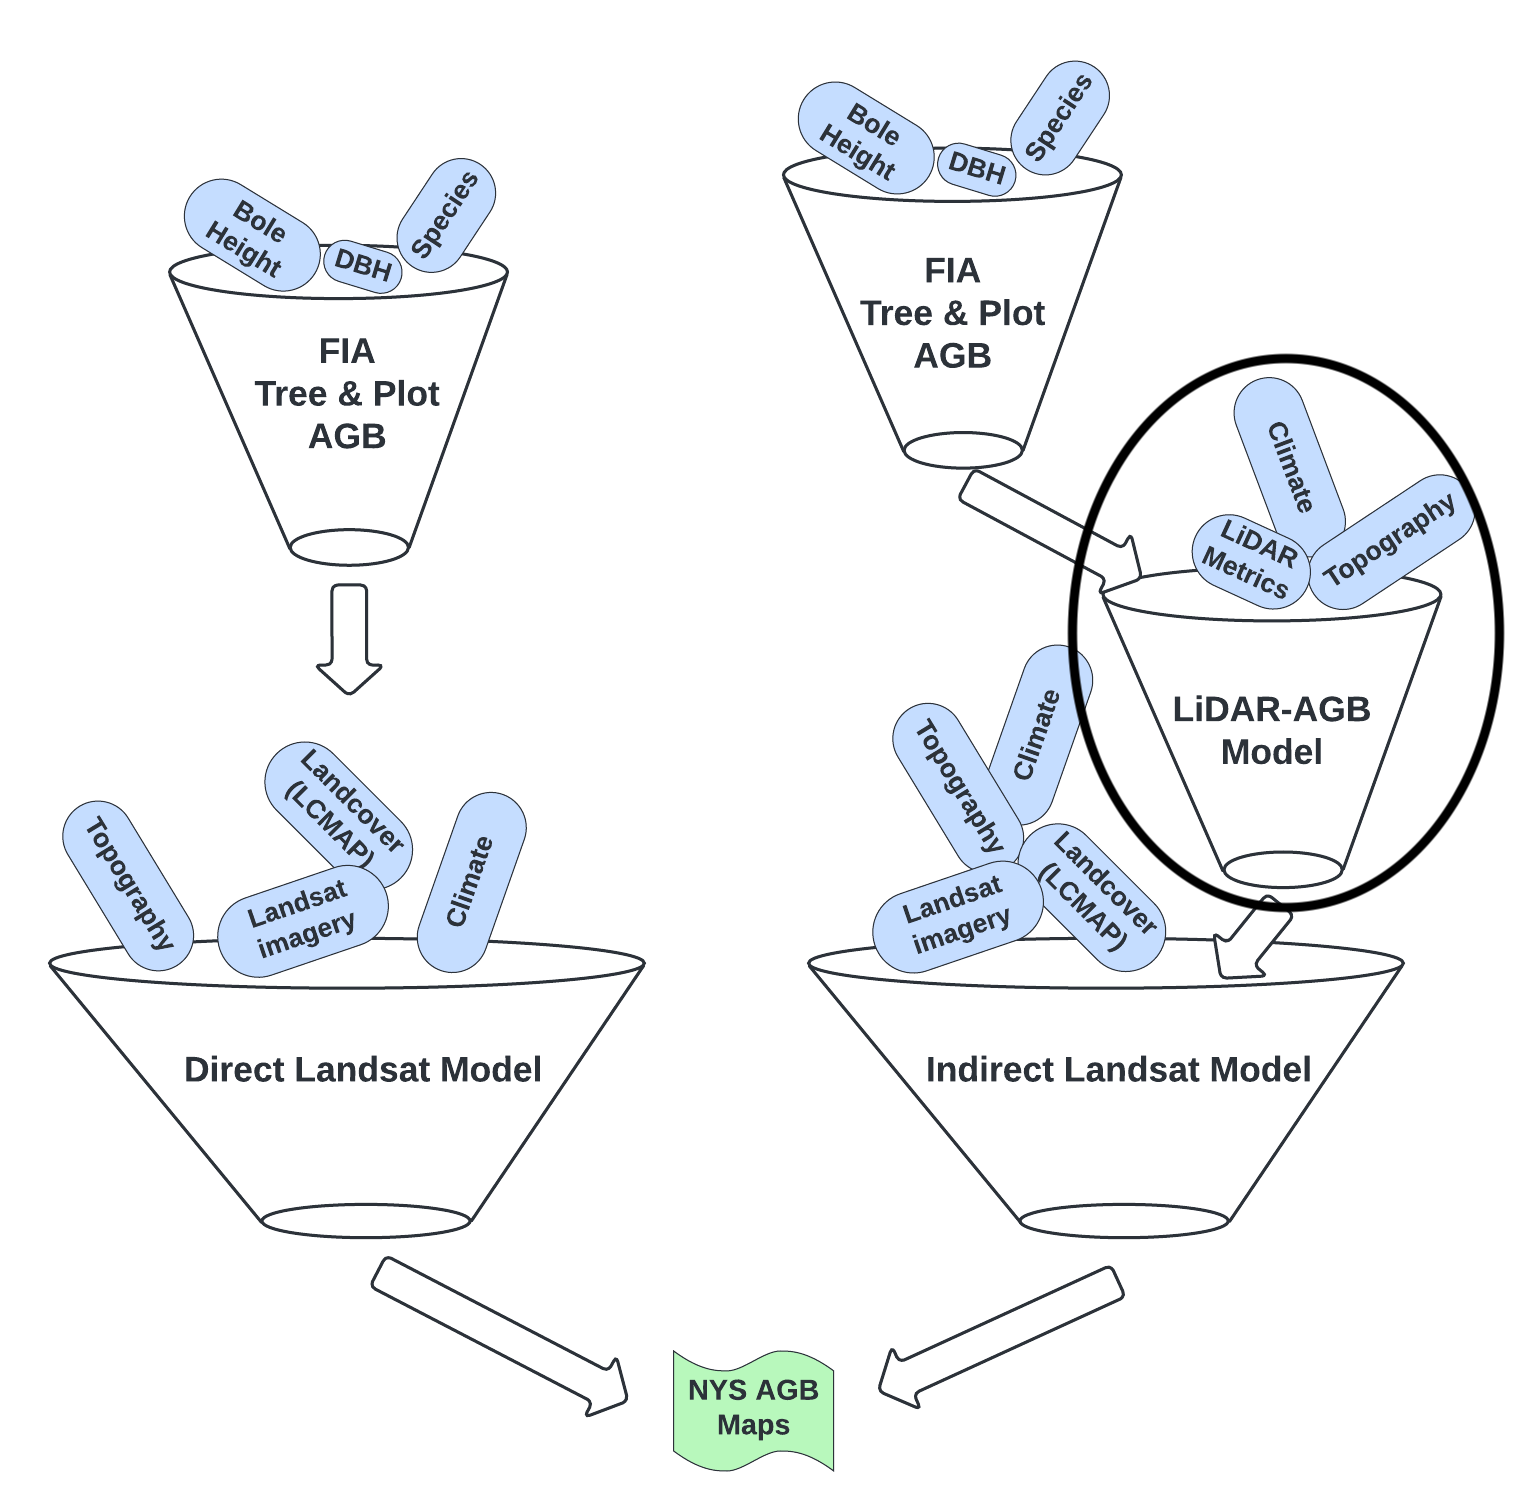 Bole
Height
DBH
Species
FIA
Tree & Plot
AGB
Topography
Landcover
(LCMAP)
Landsat
imagery
Climate
Direct Landsat Model
Bole
Height
DBH
Species
FIA
Tree & Plot
AGB
Climate
LiDAR
Metrics
Topography
LiDAR-AGB
Model
Topography
Climate
Landsat
imagery
Landcover
(LCMAP)
Indirect Landsat Model
NYS AGB
Maps